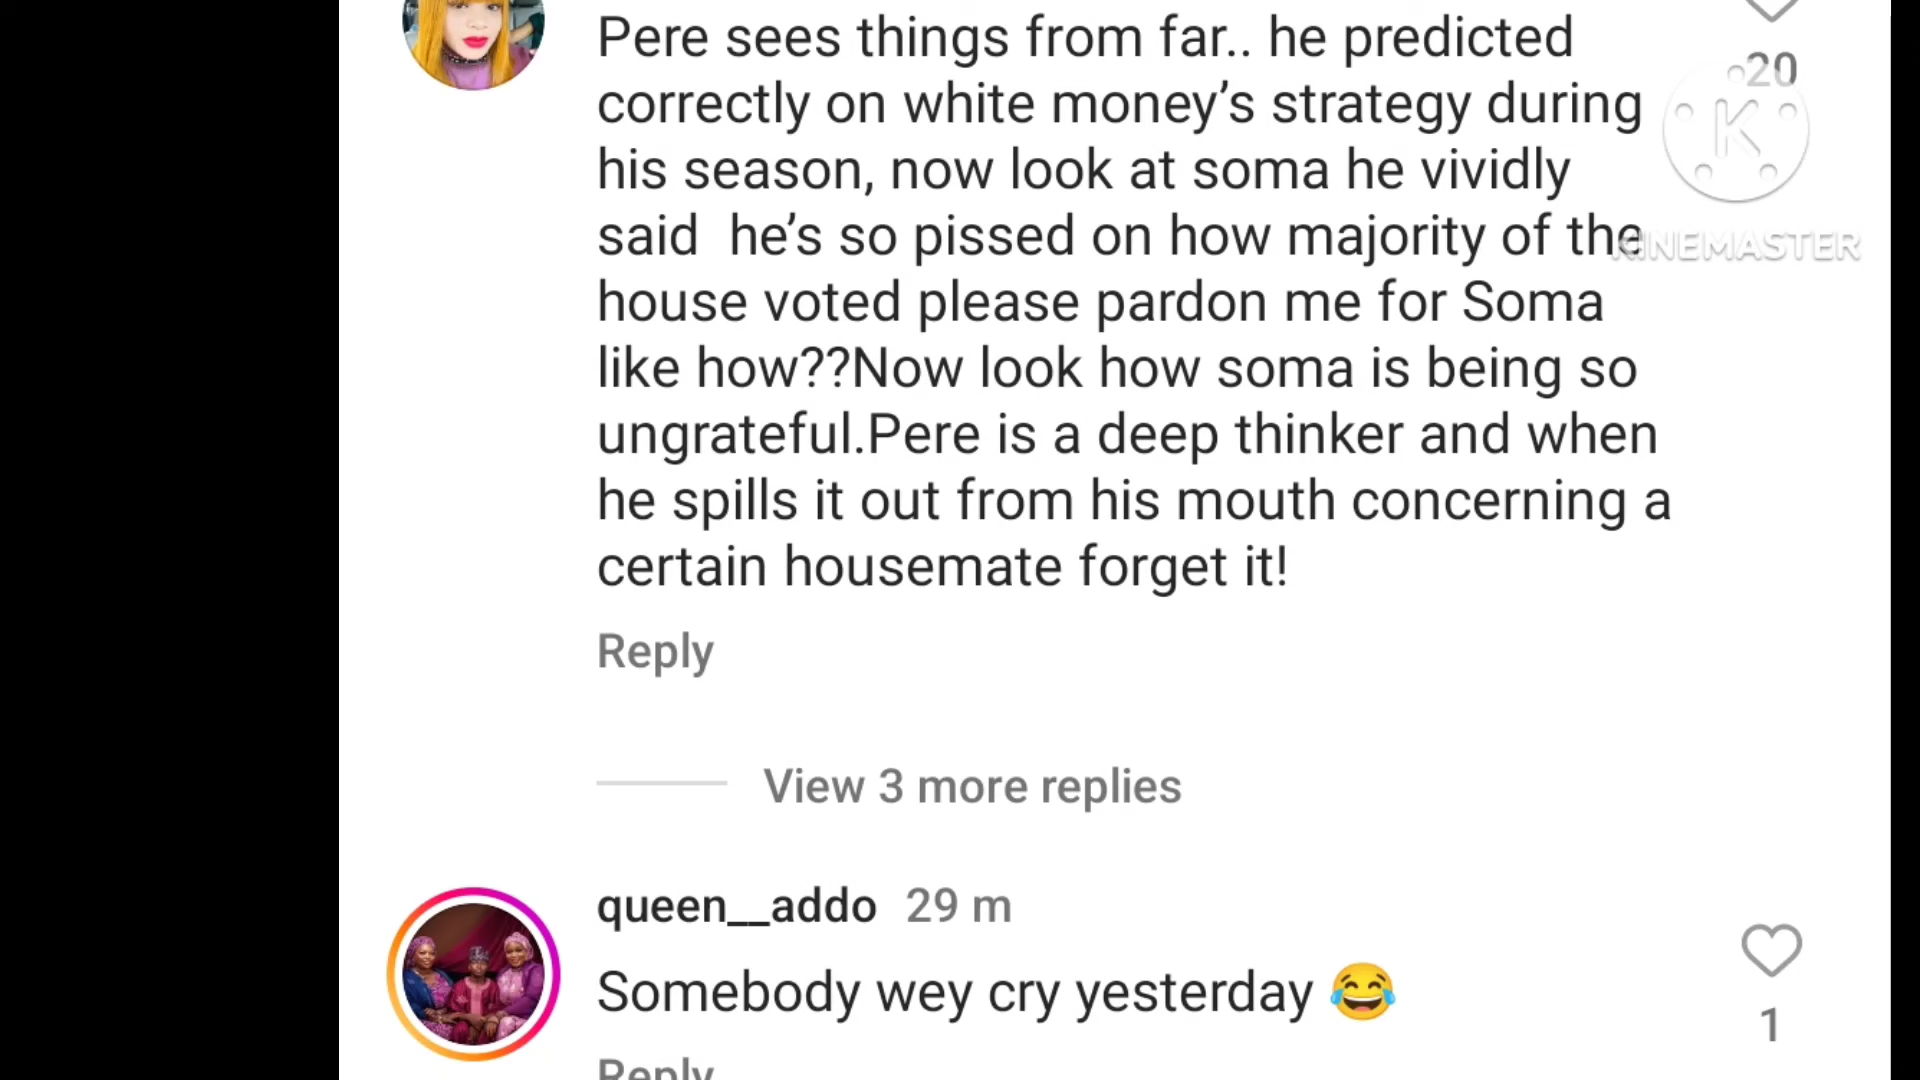 Pere sees things from far.. he predicted
20
correctly on white money’s strategy during
his season, now look at soma he vividly
said  he’s so pissed on how majority of the
KINEMASTER
house voted please pardon me for Soma
like how??Now look how soma is being so
ungrateful.Pere is a deep thinker and when
he spills it out from his mouth concerning a
certain housemate forget it!
Reply
View 3 more replies
queen__addo 29 m
Somebody wey cry yesterday 😂
1
Reply